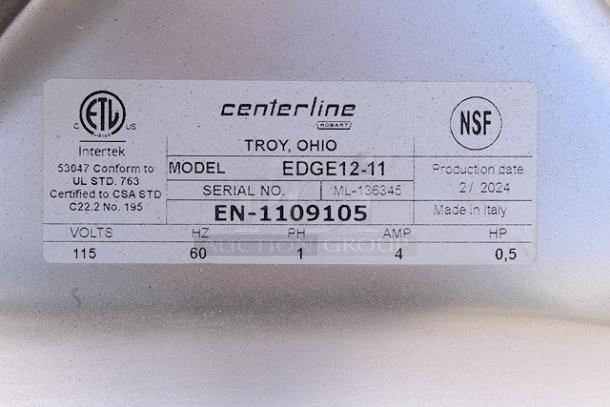 ETL
C US
Intertek
53047 Conform to
UL STD. 763
Certified to CSA STD
C22.2 No. 195
centerline
HOBART
TROY, OHIO
MODEL EDGE12-11
SERIAL NO. ML-136345
EN-1109105
NSF
Production date
2/ 2024
Made in Italy
VOLTS HZ PH AMP HP
115 60 1 4 0,5
AUCTION GROUP